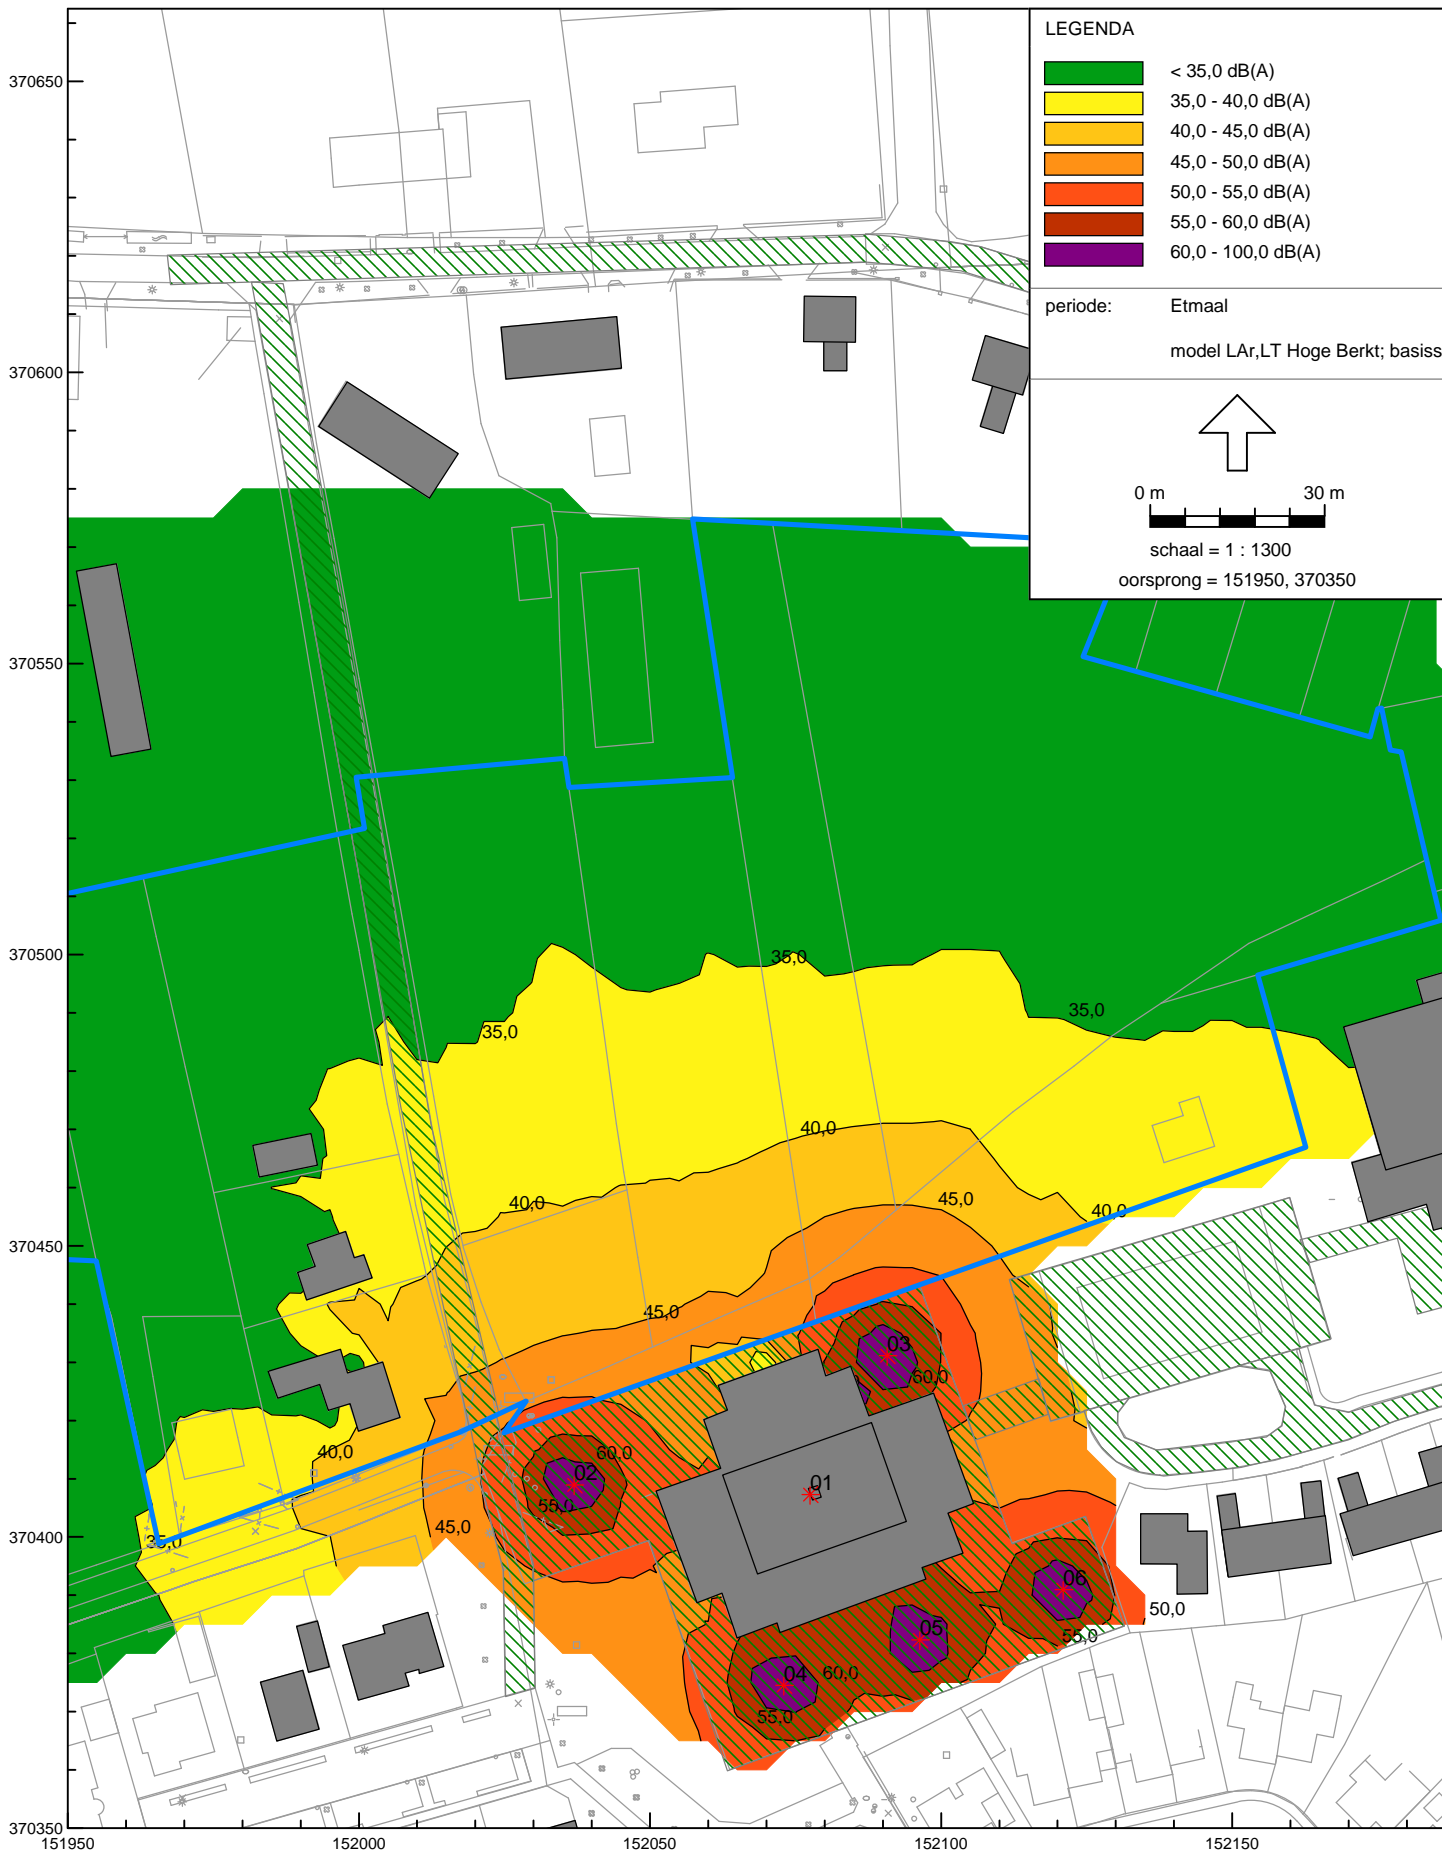 LEGENDA
< 35,0 dB(A)
35,0 - 40,0 dB(A)
40,0 - 45,0 dB(A)
45,0 - 50,0 dB(A)
50,0 - 55,0 dB(A)
55,0 - 60,0 dB(A)
60,0 - 100,0 dB(A)
periode: Etmaal
model LAr,LT Hoge Berkt; basiss
0 m 30 m
schaal = 1 : 1300
oorsprong = 151950, 370350
370650
370600
370550
370500
35,0
35,0
35,0
40,0
40,0
45,0
40,0
370450
45,0
03
60,0
40,0
60,0
02
01
55,0
45,0
370400
35,0
06
50,0
05
55,0
04
60,0
55,0
370350
151950 152000 152050 152100 152150